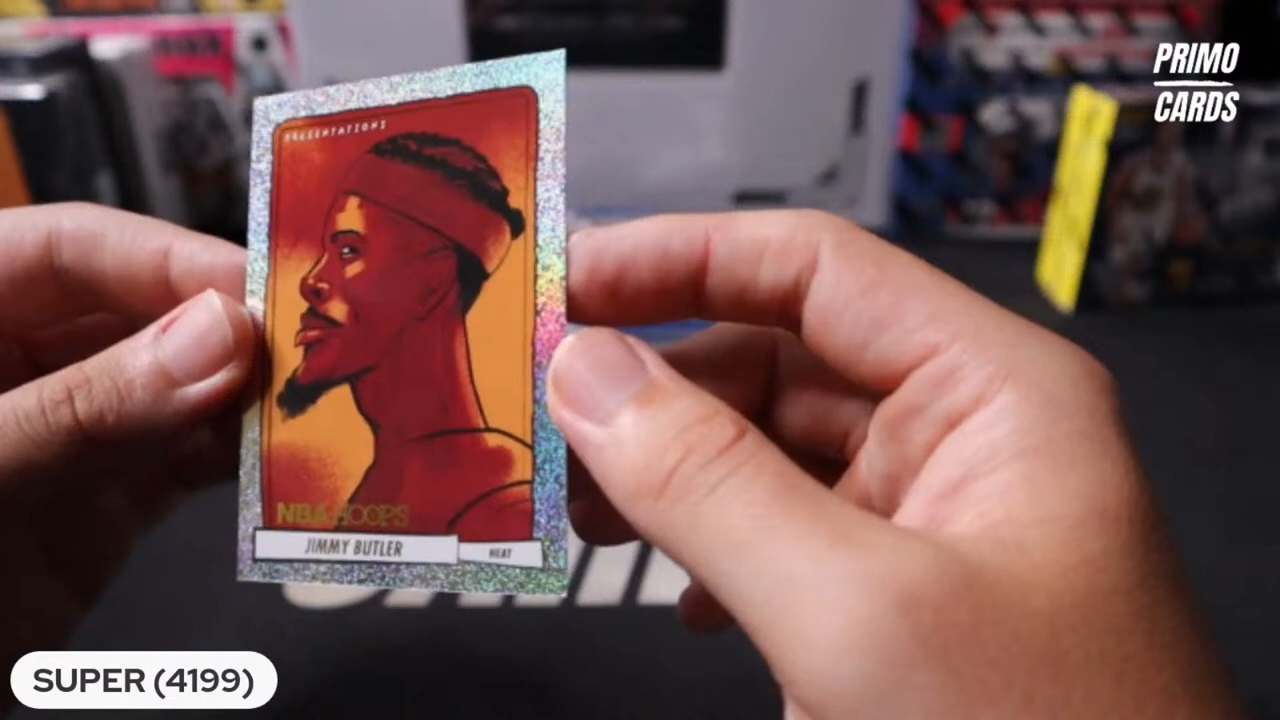 PRIMO
CARDS
PRESENTATIONS
NBA HOOPS
JIMMY BUTLER
HEAT
SUPER (4199)